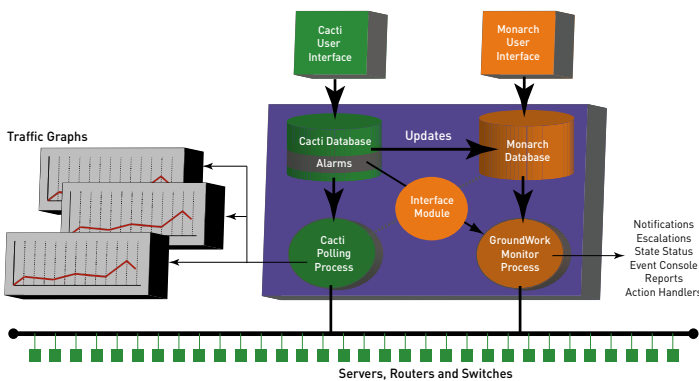 Cacti
User
Interface
Monarch
User
Interface
Traffic Graphs
Cacti Database
Alarms
Updates
Monarch
Database
Interface
Module
Cacti
Polling
Process
GroundWork
Monitor
Process
Notifications
Escalations
State Status
Event Console
Reports
Action Handlers
Servers, Routers and Switches